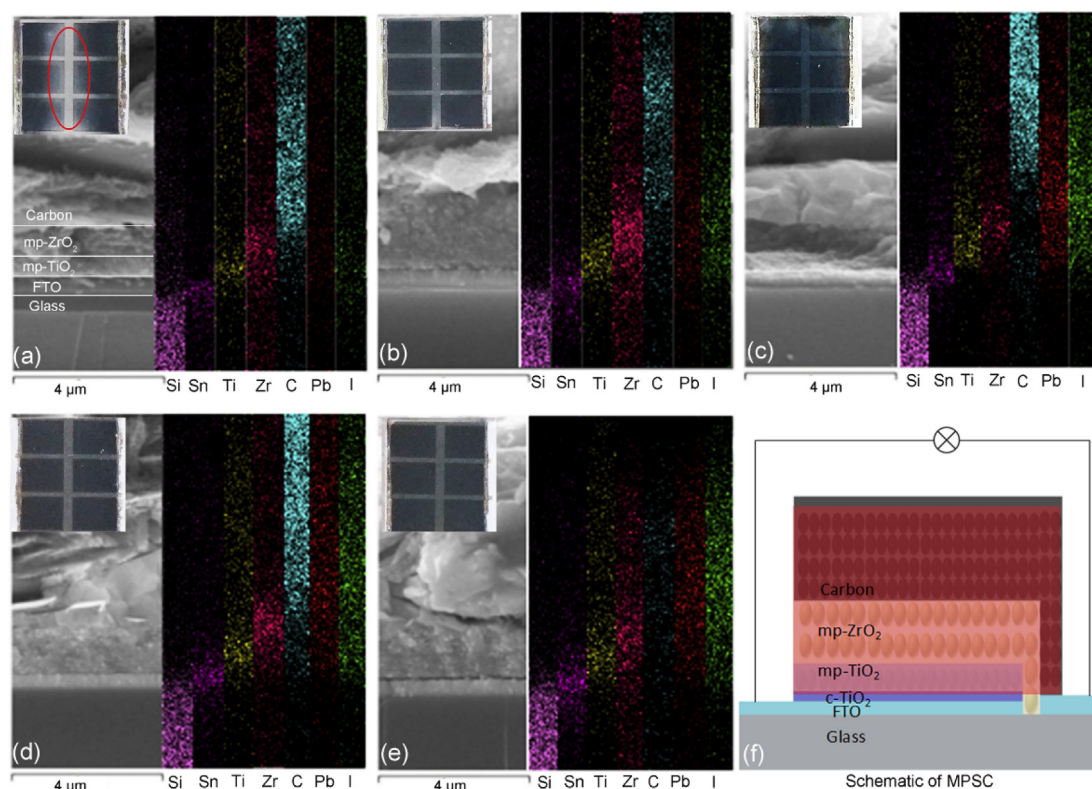 Carbon
mp-ZrO₂
mp-TiO₂
FTO
Glass
(a)
4 μm
Si Sn Ti Zr C Pb I
(b)
4 μm
Si Sn Ti Zr C Pb I
(c)
4 μm
Si Sn Ti Zr C Pb I
(d)
4 μm
Si Sn Ti Zr C Pb I
(e)
4 μm
Si Sn Ti Zr C Pb I
Carbon
mp-ZrO₂
mp-TiO₂
c-TiO₂
FTO
Glass
(f)
Schematic of MPSC